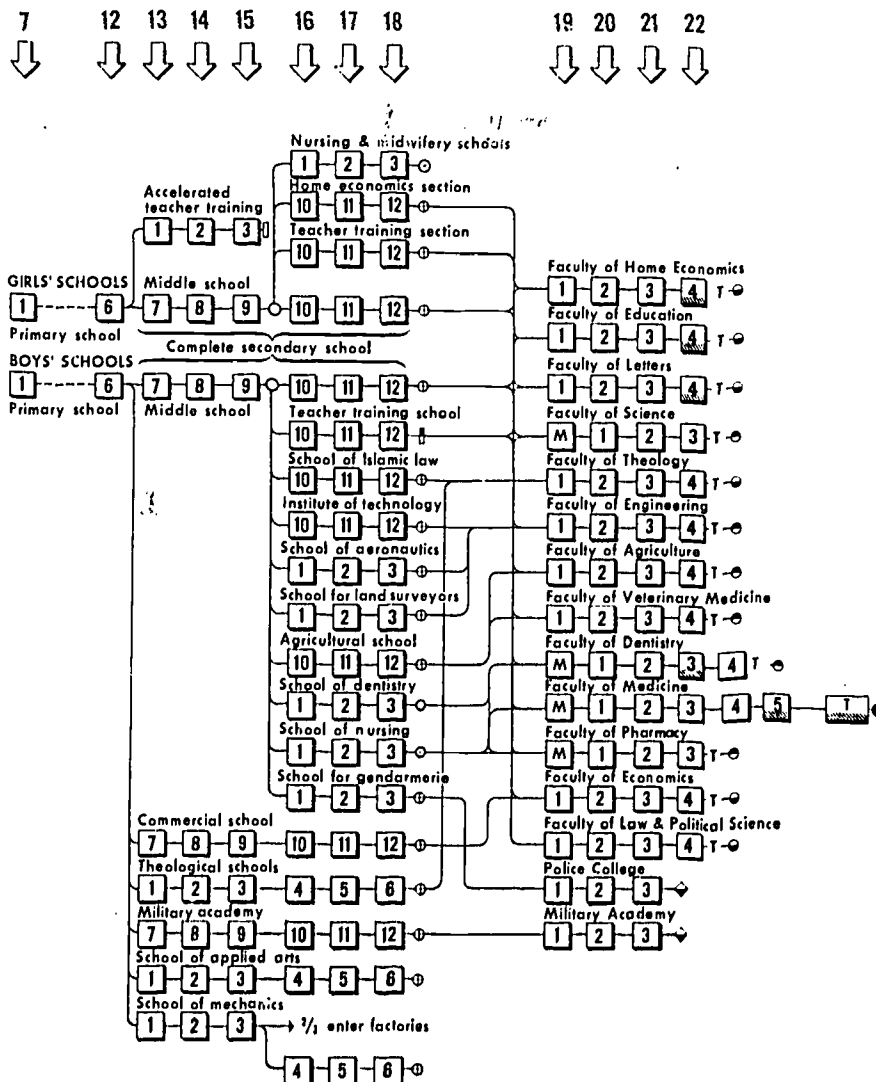 7 12 13 14 15 16 17 18 19 20 21 22
Nursing & midwifery schools
1 2 3
Home economics section
10 11 12
Accelerated
teacher training
1 2 3
Teacher training section
10 11 12
GIRLS' SCHOOLS
1 6
Primary school
Middle school
7 8 9 10 11 12
Complete secondary school
BOYS' SCHOOLS
1 6
Primary school
7 8 9 10 11 12
Middle school
Teacher training school
10 11 12
School of Islamic law
10 11 12
Institute of technology
10 11 12
School of aeronautics
1 2 3
School for land surveyors
1 2 3
Agricultural school
10 11 12
School of dentistry
1 2 3
School of nursing
1 2 3
School for gendarmerie
1 2 3
Commercial school
7 8 9 10 11 12
Theological schools
1 2 3 4 5 6
Military academy
7 8 9 10 11 12
School of applied arts
1 2 3 4 5 6
School of mechanics
1 2 3 enter factories
4 5 6
Faculty of Home Economics
1 2 3 4 T
Faculty of Education
1 2 3 4 T
Faculty of Letters
1 2 3 4 T
Faculty of Science
M 1 2 3 T
Faculty of Theology
1 2 3 4 T
Faculty of Engineering
1 2 3 4 T
Faculty of Agriculture
1 2 3 4 T
Faculty of Veterinary Medicine
1 2 3 4 T
Faculty of Dentistry
M 1 2 3 4 T
Faculty of Medicine
M 1 2 3 4 5 T
Faculty of Pharmacy
M 1 2 3 T
Faculty of Economics
1 2 3 4 T
Faculty of Law & Political Science
1 2 3 4 T
Police College
1 2 3
Military Academy
1 2 3